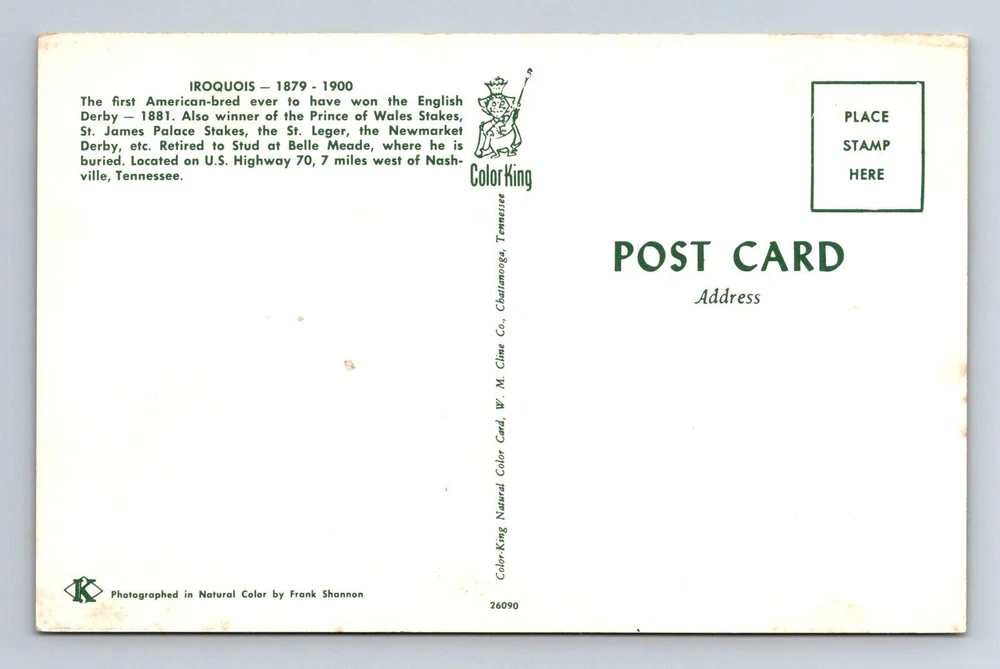 IROQUOIS — 1879 - 1900
The first American-bred ever to have won the English
Derby — 1881. Also winner of the Prince of Wales Stakes,
St. James Palace Stakes, the St. Leger, the Newmarket
Derby, etc. Retired to Stud at Belle Meade, where he is
buried. Located on U.S. Highway 70, 7 miles west of Nash-
ville, Tennessee.
K Photographed in Natural Color by Frank Shannon
ColorKing
Color-King Natural Color Card, W. M. Cline Co., Chattanooga, Tennessee
26090
PLACE
STAMP
HERE
POST CARD
Address